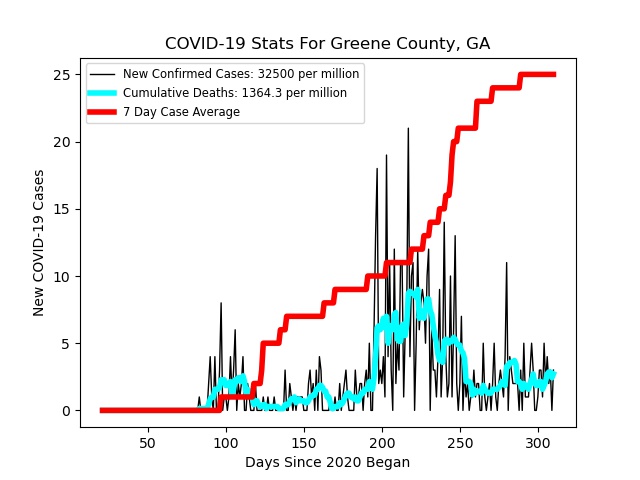 COVID-19 Stats For Greene County, GA
New Confirmed Cases: 32500 per million
Cumulative Deaths: 1364.3 per million
7 Day Case Average
New COVID-19 Cases
25
20
15
10
5
0
50
100
150
200
250
300
Days Since 2020 Began